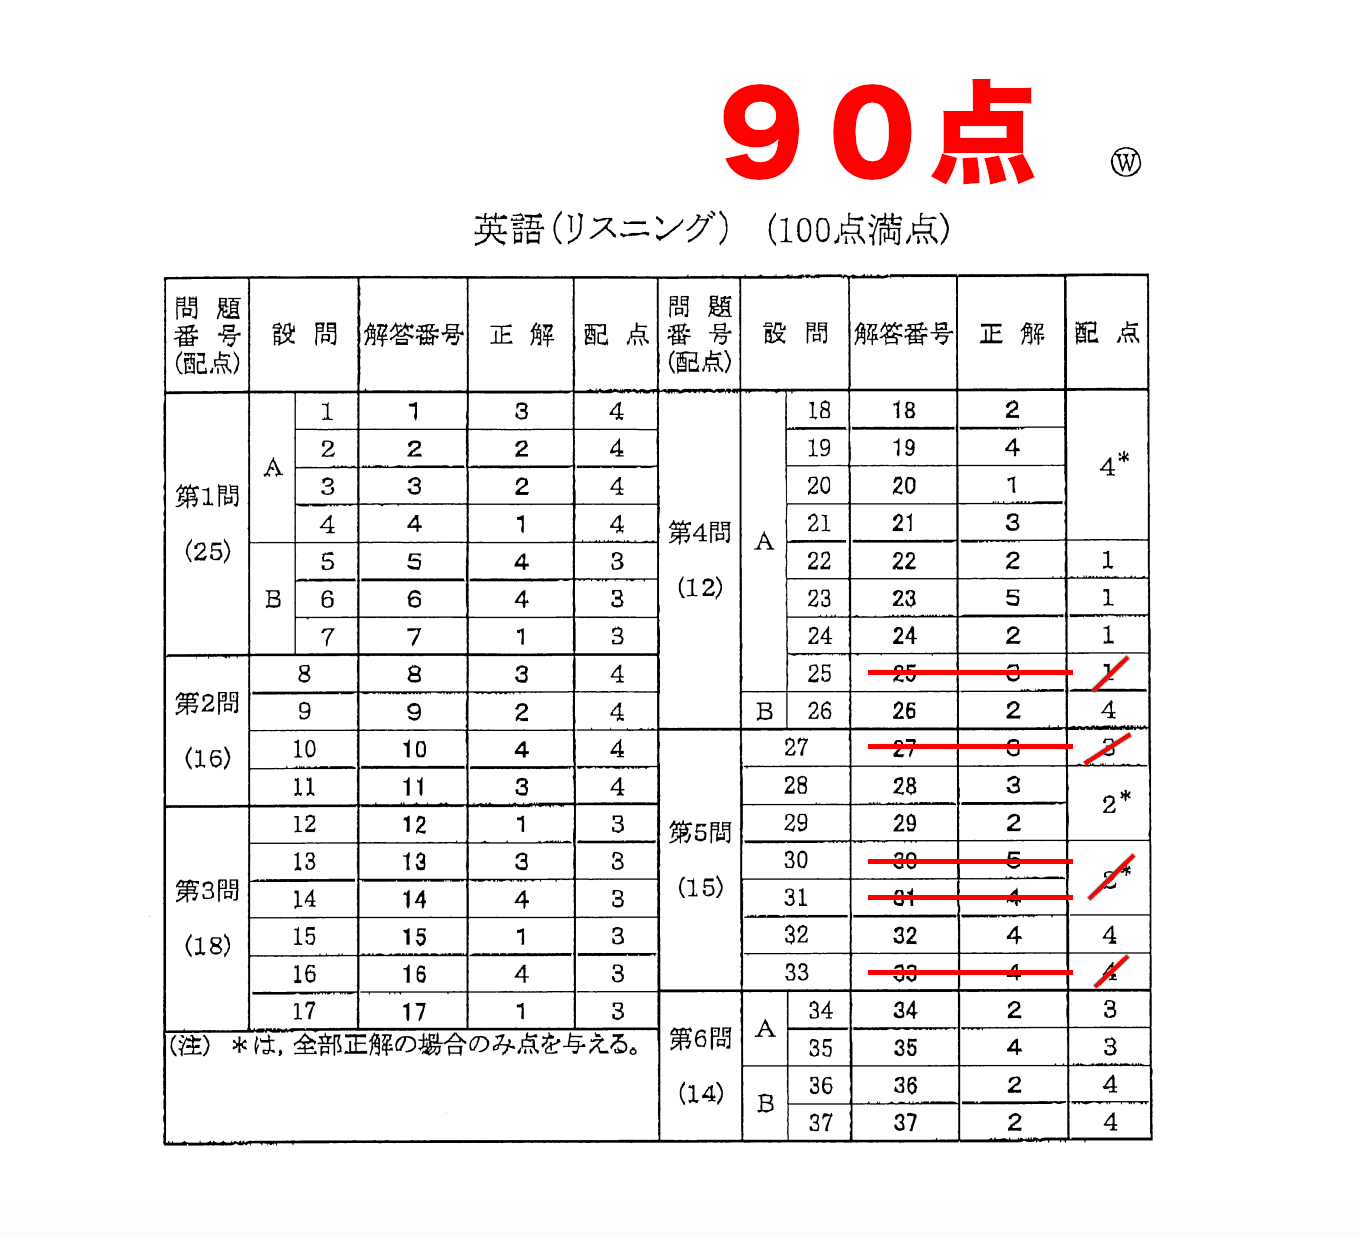 90点
Ⓦ
英語(リスニング) (100点満点)
問題番号(配点) 設問 解答番号 正解 配点 問題番号(配点) 設問 解答番号 正解 配点
第1問 (25) A 1 1 3 4 第4問 (12) A 18 18 2 4*
2 2 2 4 19 19 4
3 3 2 4 20 20 1
4 4 1 4 21 21 3
B 5 5 4 3 22 22 2 1
6 6 4 3 23 23 5 1
7 7 1 3 24 24 2 1
第2問 (16) 8 8 3 4 25 25 3 1
9 9 2 4 B 26 26 2 4
10 10 4 4 第5問 (15) 27 27 3 3
11 11 3 4 28 28 3 2*
第3問 (18) 12 12 1 3 29 29 2
13 13 3 3 30 30 5 2*
14 14 4 3 31 31 4
15 15 1 3 32 32 4 4
16 16 4 3 33 33 4 4
17 17 1 3 第6問 (14) A 34 34 2 3
(注) *は,全部正解の場合のみ点を与える。 35 35 4 3
B 36 36 2 4
37 37 2 4